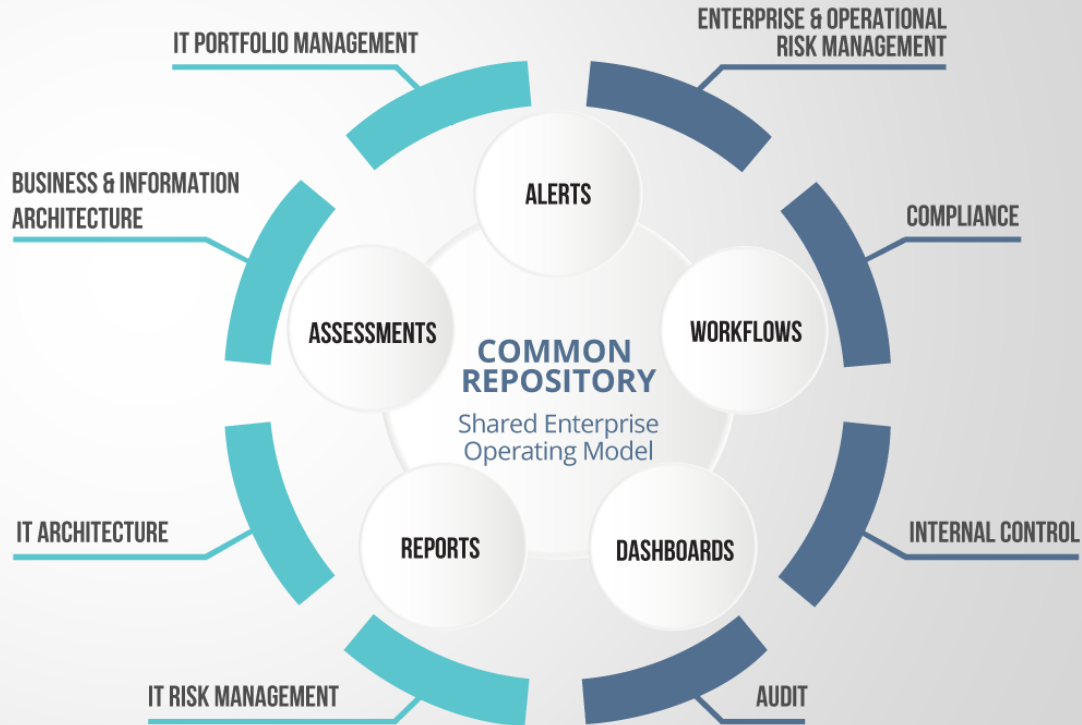 IT PORTFOLIO MANAGEMENT
ENTERPRISE & OPERATIONAL
RISK MANAGEMENT
BUSINESS & INFORMATION
ARCHITECTURE
COMPLIANCE
ALERTS
ASSESSMENTS
WORKFLOWS
COMMON
REPOSITORY
Shared Enterprise
Operating Model
REPORTS
DASHBOARDS
IT ARCHITECTURE
INTERNAL CONTROL
IT RISK MANAGEMENT
AUDIT